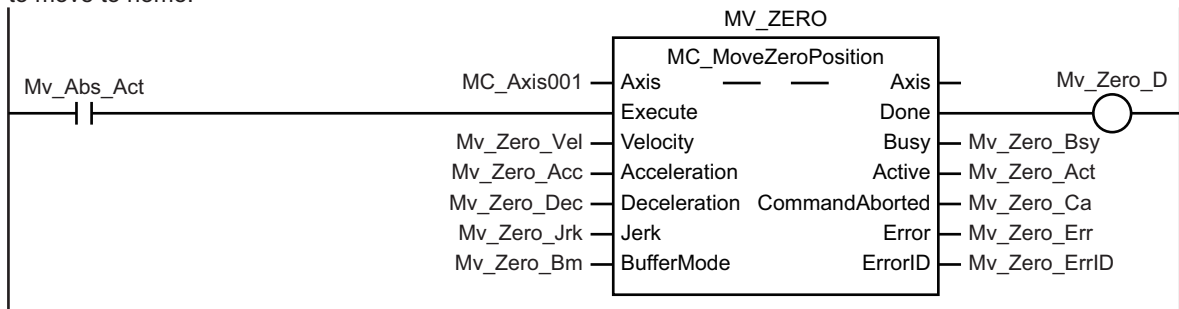 to move to home.
MV_ZERO
MC_MoveZeroPosition
Mv_Abs_Act
MC_Axis001 Axis Axis Mv_Zero_D
Execute Done
Mv_Zero_Vel Velocity Busy Mv_Zero_Bsy
Mv_Zero_Acc Acceleration Active Mv_Zero_Act
Mv_Zero_Dec Deceleration CommandAborted Mv_Zero_Ca
Mv_Zero_Jrk Jerk Error Mv_Zero_Err
Mv_Zero_Bm BufferMode ErrorID Mv_Zero_ErrID